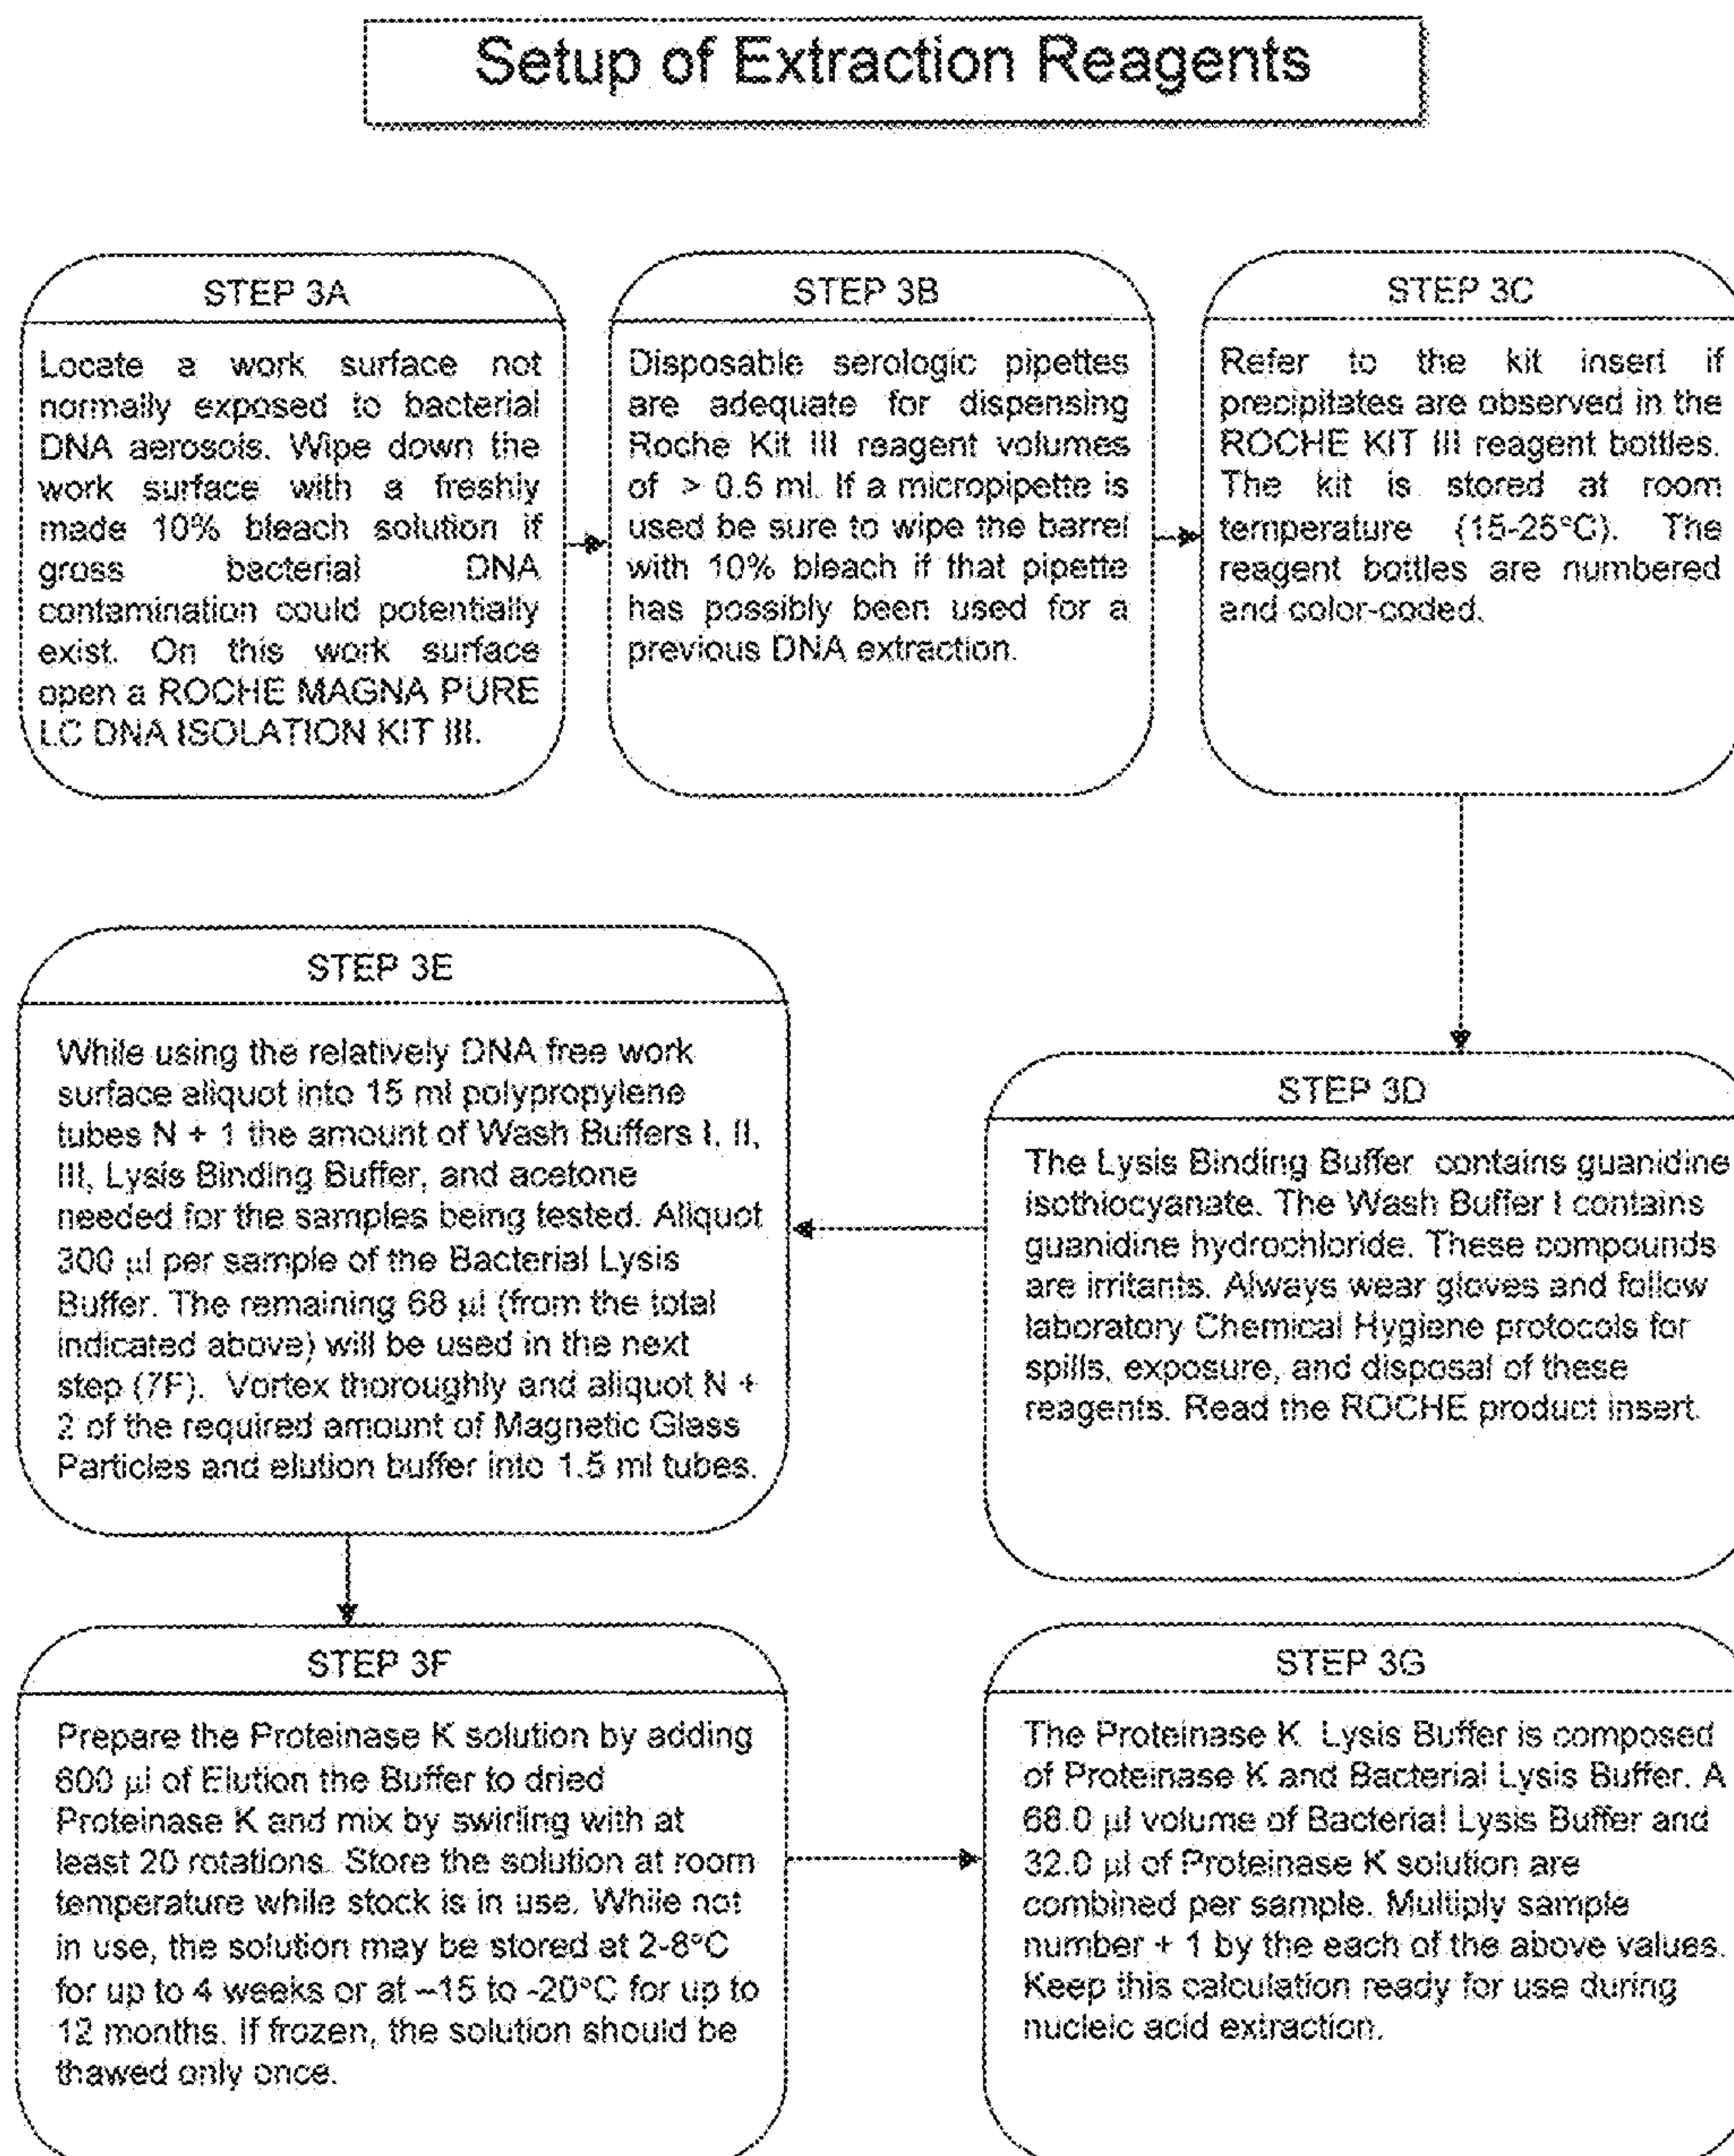 Setup of Extraction Reagents
STEP 3A
Locate a work surface not
normally exposed to bacterial
DNA aerosols. Wipe down the
work surface with a freshly
made 10% bleach solution if
gross bacterial DNA
contamination could potentially
exist. On this work surface
open a ROCHE MAGNA PURE
LC DNA ISOLATION KIT III.
STEP 3B
Disposable serologic pipettes
are adequate for dispensing
Roche Kit III reagent volumes
of > 0.5 ml. If a micropipette is
used be sure to wipe the barrel
with 10% bleach if that pipette
has possibly been used for a
previous DNA extraction.
STEP 3C
Refer to the kit insert if
precipitates are observed in the
ROCHE KIT III reagent bottles.
The kit is stored at room
temperature (15-25°C). The
reagent bottles are numbered
and color-coded.
STEP 3D
The Lysis Binding Buffer contains guanidine
isothiocyanate. The Wash Buffer I contains
guanidine hydrochloride. These compounds
are irritants. Always wear gloves and follow
laboratory Chemical Hygiene protocols for
spills, exposure, and disposal of these
reagents. Read the ROCHE product insert.
STEP 3E
While using the relatively DNA free work
surface aliquot into 15 ml polypropylene
tubes N + 1 the amount of Wash Buffers I, II,
III, Lysis Binding Buffer, and acetone
needed for the samples being tested. Aliquot
300 µl per sample of the Bacterial Lysis
Buffer. The remaining 68 µl (from the total
indicated above) will be used in the next
step (7F). Vortex thoroughly and aliquot N +
2 of the required amount of Magnetic Glass
Particles and elution buffer into 1.5 ml tubes.
STEP 3F
Prepare the Proteinase K solution by adding
600 µl of Elution the Buffer to dried
Proteinase K and mix by swirling with at
least 20 rotations. Store the solution at room
temperature while stock is in use. While not
in use, the solution may be stored at 2-8°C
for up to 4 weeks or at –15 to -20°C for up to
12 months. If frozen, the solution should be
thawed only once.
STEP 3G
The Proteinase K Lysis Buffer is composed
of Proteinase K and Bacterial Lysis Buffer. A
68.0 µl volume of Bacterial Lysis Buffer and
32.0 µl of Proteinase K solution are
combined per sample. Multiply sample
number + 1 by the each of the above values.
Keep this calculation ready for use during
nucleic acid extraction.